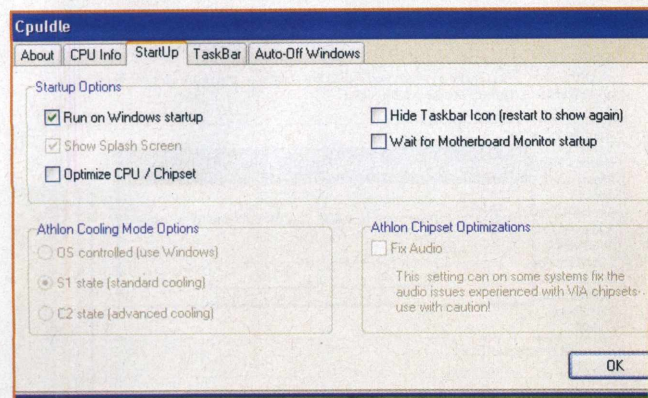 CpuIdle
About CPU Info StartUp TaskBar Auto-Off Windows
Startup Options
Run on Windows startup
Hide Taskbar Icon (restart to show again)
Show Splash Screen
Wait for Motherboard Monitor startup
Optimize CPU / Chipset
Athlon Cooling Mode Options
OS controlled (use Windows)
S1 state (standard cooling)
C2 state (advanced cooling)
Athlon Chipset Optimizations
Fix Audio
This setting can on some systems fix the
audio issues experienced with VIA chipsets-
use with caution!
OK